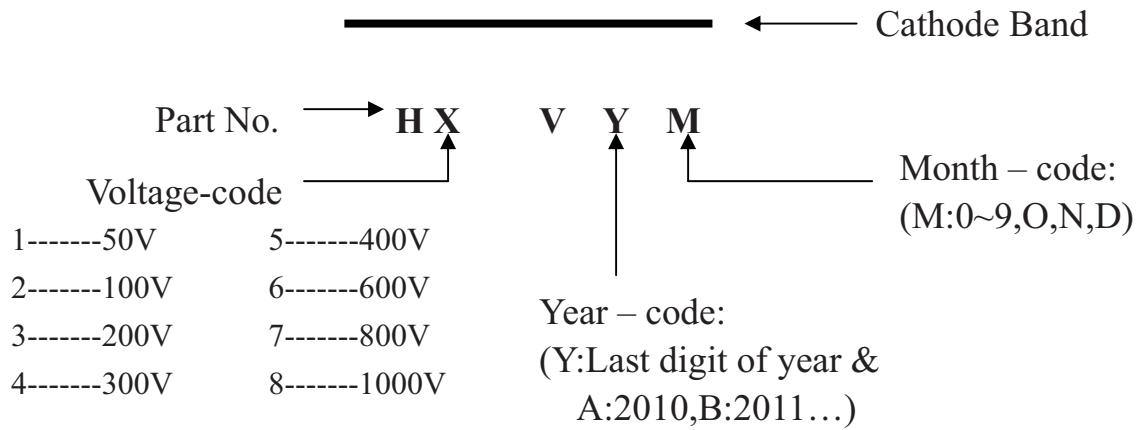 Cathode Band
Part No. H X V Y M
Voltage-code
1-------50V 5-------400V
2-------100V 6-------600V
3-------200V 7-------800V
4-------300V 8-------1000V
Year – code:
(Y:Last digit of year &
A:2010,B:2011…)
Month – code:
(M:0~9,O,N,D)